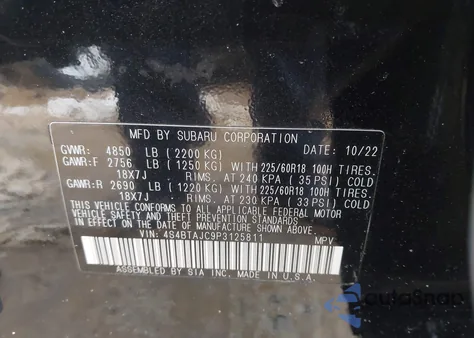 MFD BY SUBARU CORPORATION DATE: 10/22
GVWR: 4850 LB (2200 KG)
GAWR:F 2756 LB (1250 KG) WITH 225/60R18 100H TIRES.
18X7J RIMS. AT 240 KPA ( 35 PSI) COLD
GAWR:R 2690 LB (1220 KG) WITH 225/60R18 100H TIRES.
18X7J RIMS. AT 230 KPA ( 33 PSI) COLD
THIS VEHICLE CONFORMS TO ALL APPLICABLE FEDERAL MOTOR
VEHICLE SAFETY AND THEFT PREVENTION STANDARDS IN
EFFECT ON THE DATE OF MANUFACTURE SHOWN ABOVE.
VIN: 4S4BTAJC9P3125811 MPV
ASSEMBLED BY SIA INC. IN U.S.A.
AutoSnap